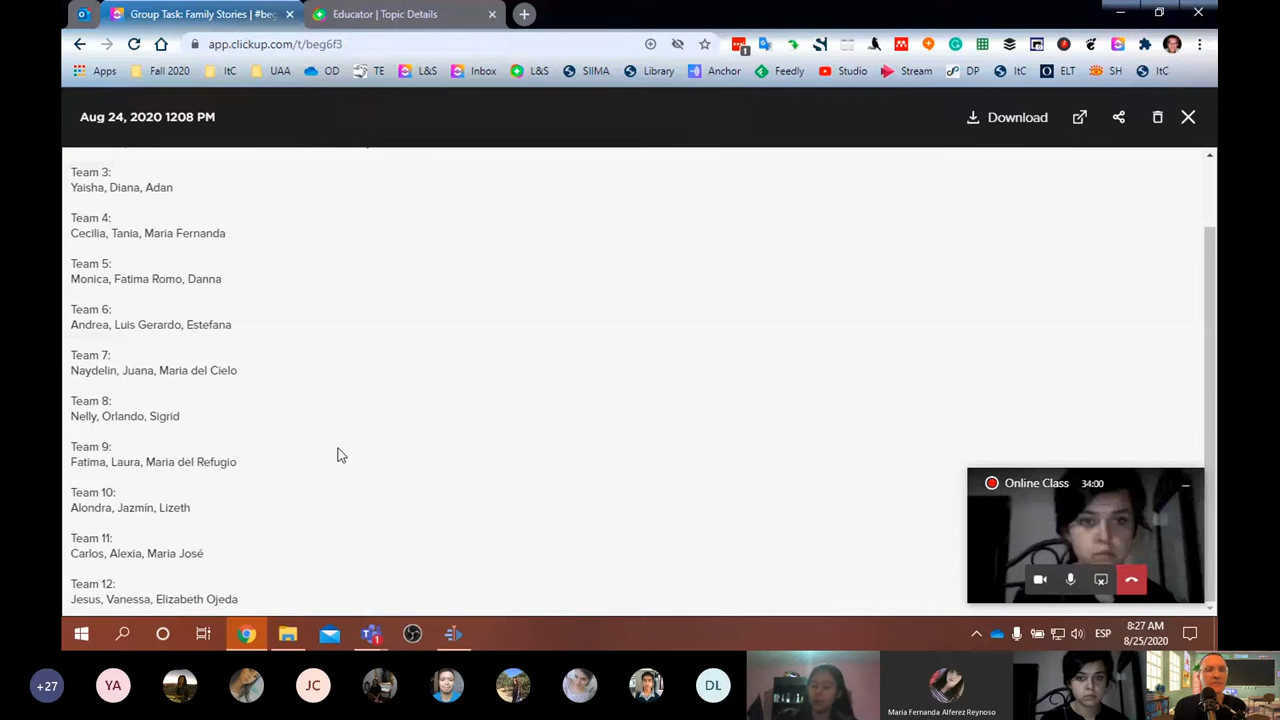 Group Task: Family Stories | #beg
Educator | Topic Details
app.clickup.com/t/beg6f3
1
Apps Fall 2020 ItC UAA OD TE L&S Inbox L&S SIIMA Library Anchor Feedly Studio Stream DP ItC ELT SH ItC
Aug 24, 2020 1208 PM
Download
Team 3:
Yaisha, Diana, Adan
Team 4:
Cecilia, Tania, Maria Fernanda
Team 5:
Monica, Fatima Romo, Danna
Team 6:
Andrea, Luis Gerardo, Estefana
Team 7:
Naydelin, Juana, Maria del Cielo
Team 8:
Nelly, Orlando, Sigrid
Team 9:
Fatima, Laura, Maria del Refugio
Team 10:
Alondra, Jazmín, Lizeth
Team 11:
Carlos, Alexia, Maria José
Team 12:
Jesus, Vanessa, Elizabeth Ojeda
Online Class 34:00
1
ESP
8:27 AM
8/25/2020
+27
YA
JC
DL
Maria Fernanda Alferez Reynoso